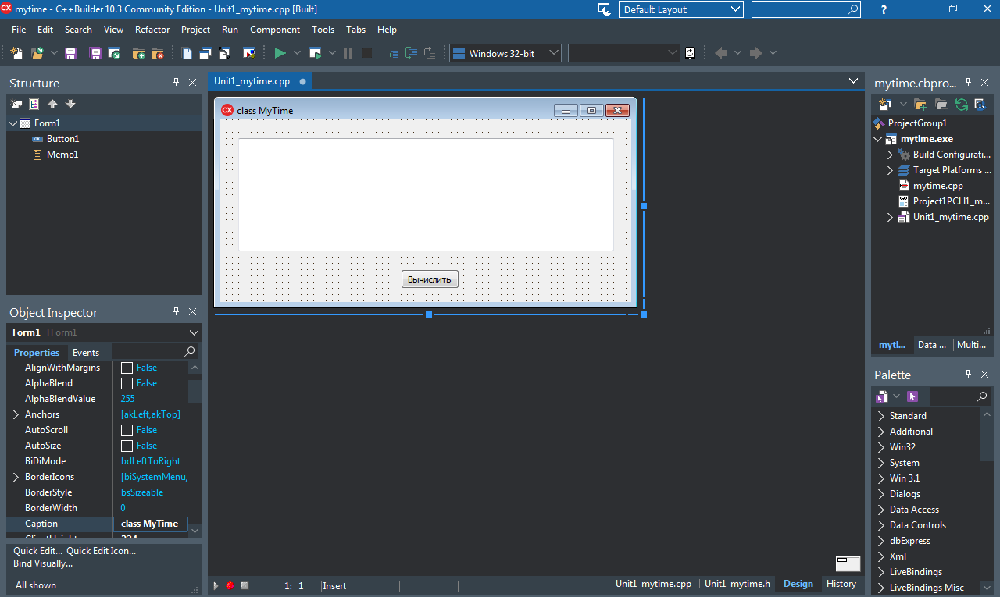 mytime - C++Builder 10.3 Community Edition - Unit1_mytime.cpp [Built]
Default Layout
?
File Edit Search View Refactor Project Run Component Tools Tabs Help
Windows 32-bit
Structure
Form1
Button1
Memo1
Object Inspector
Form1 TForm1
Properties Events
AlignWithMargins False
AlphaBlend False
AlphaBlendValue 255
Anchors [akLeft,akTop]
AutoScroll False
AutoSize False
BiDiMode bdLeftToRight
BorderIcons [biSystemMenu,
BorderStyle bsSizeable
BorderWidth 0
Caption class MyTime
Quick Edit... Quick Edit Icon...
Bind Visually...
All shown
Unit1_mytime.cpp
CX class MyTime
Вычислить
1: 1 Insert
Unit1_mytime.cpp Unit1_mytime.h Design History
mytime.cbpro...
ProjectGroup1
mytime.exe
Build Configurati...
Target Platforms ...
mytime.cpp
Project1PCH1_m...
Unit1_mytime.cpp
myti... Data ... Multi...
Palette
Standard
Additional
Win32
System
Win 3.1
Dialogs
Data Access
Data Controls
dbExpress
Xml
LiveBindings
LiveBindings Misc